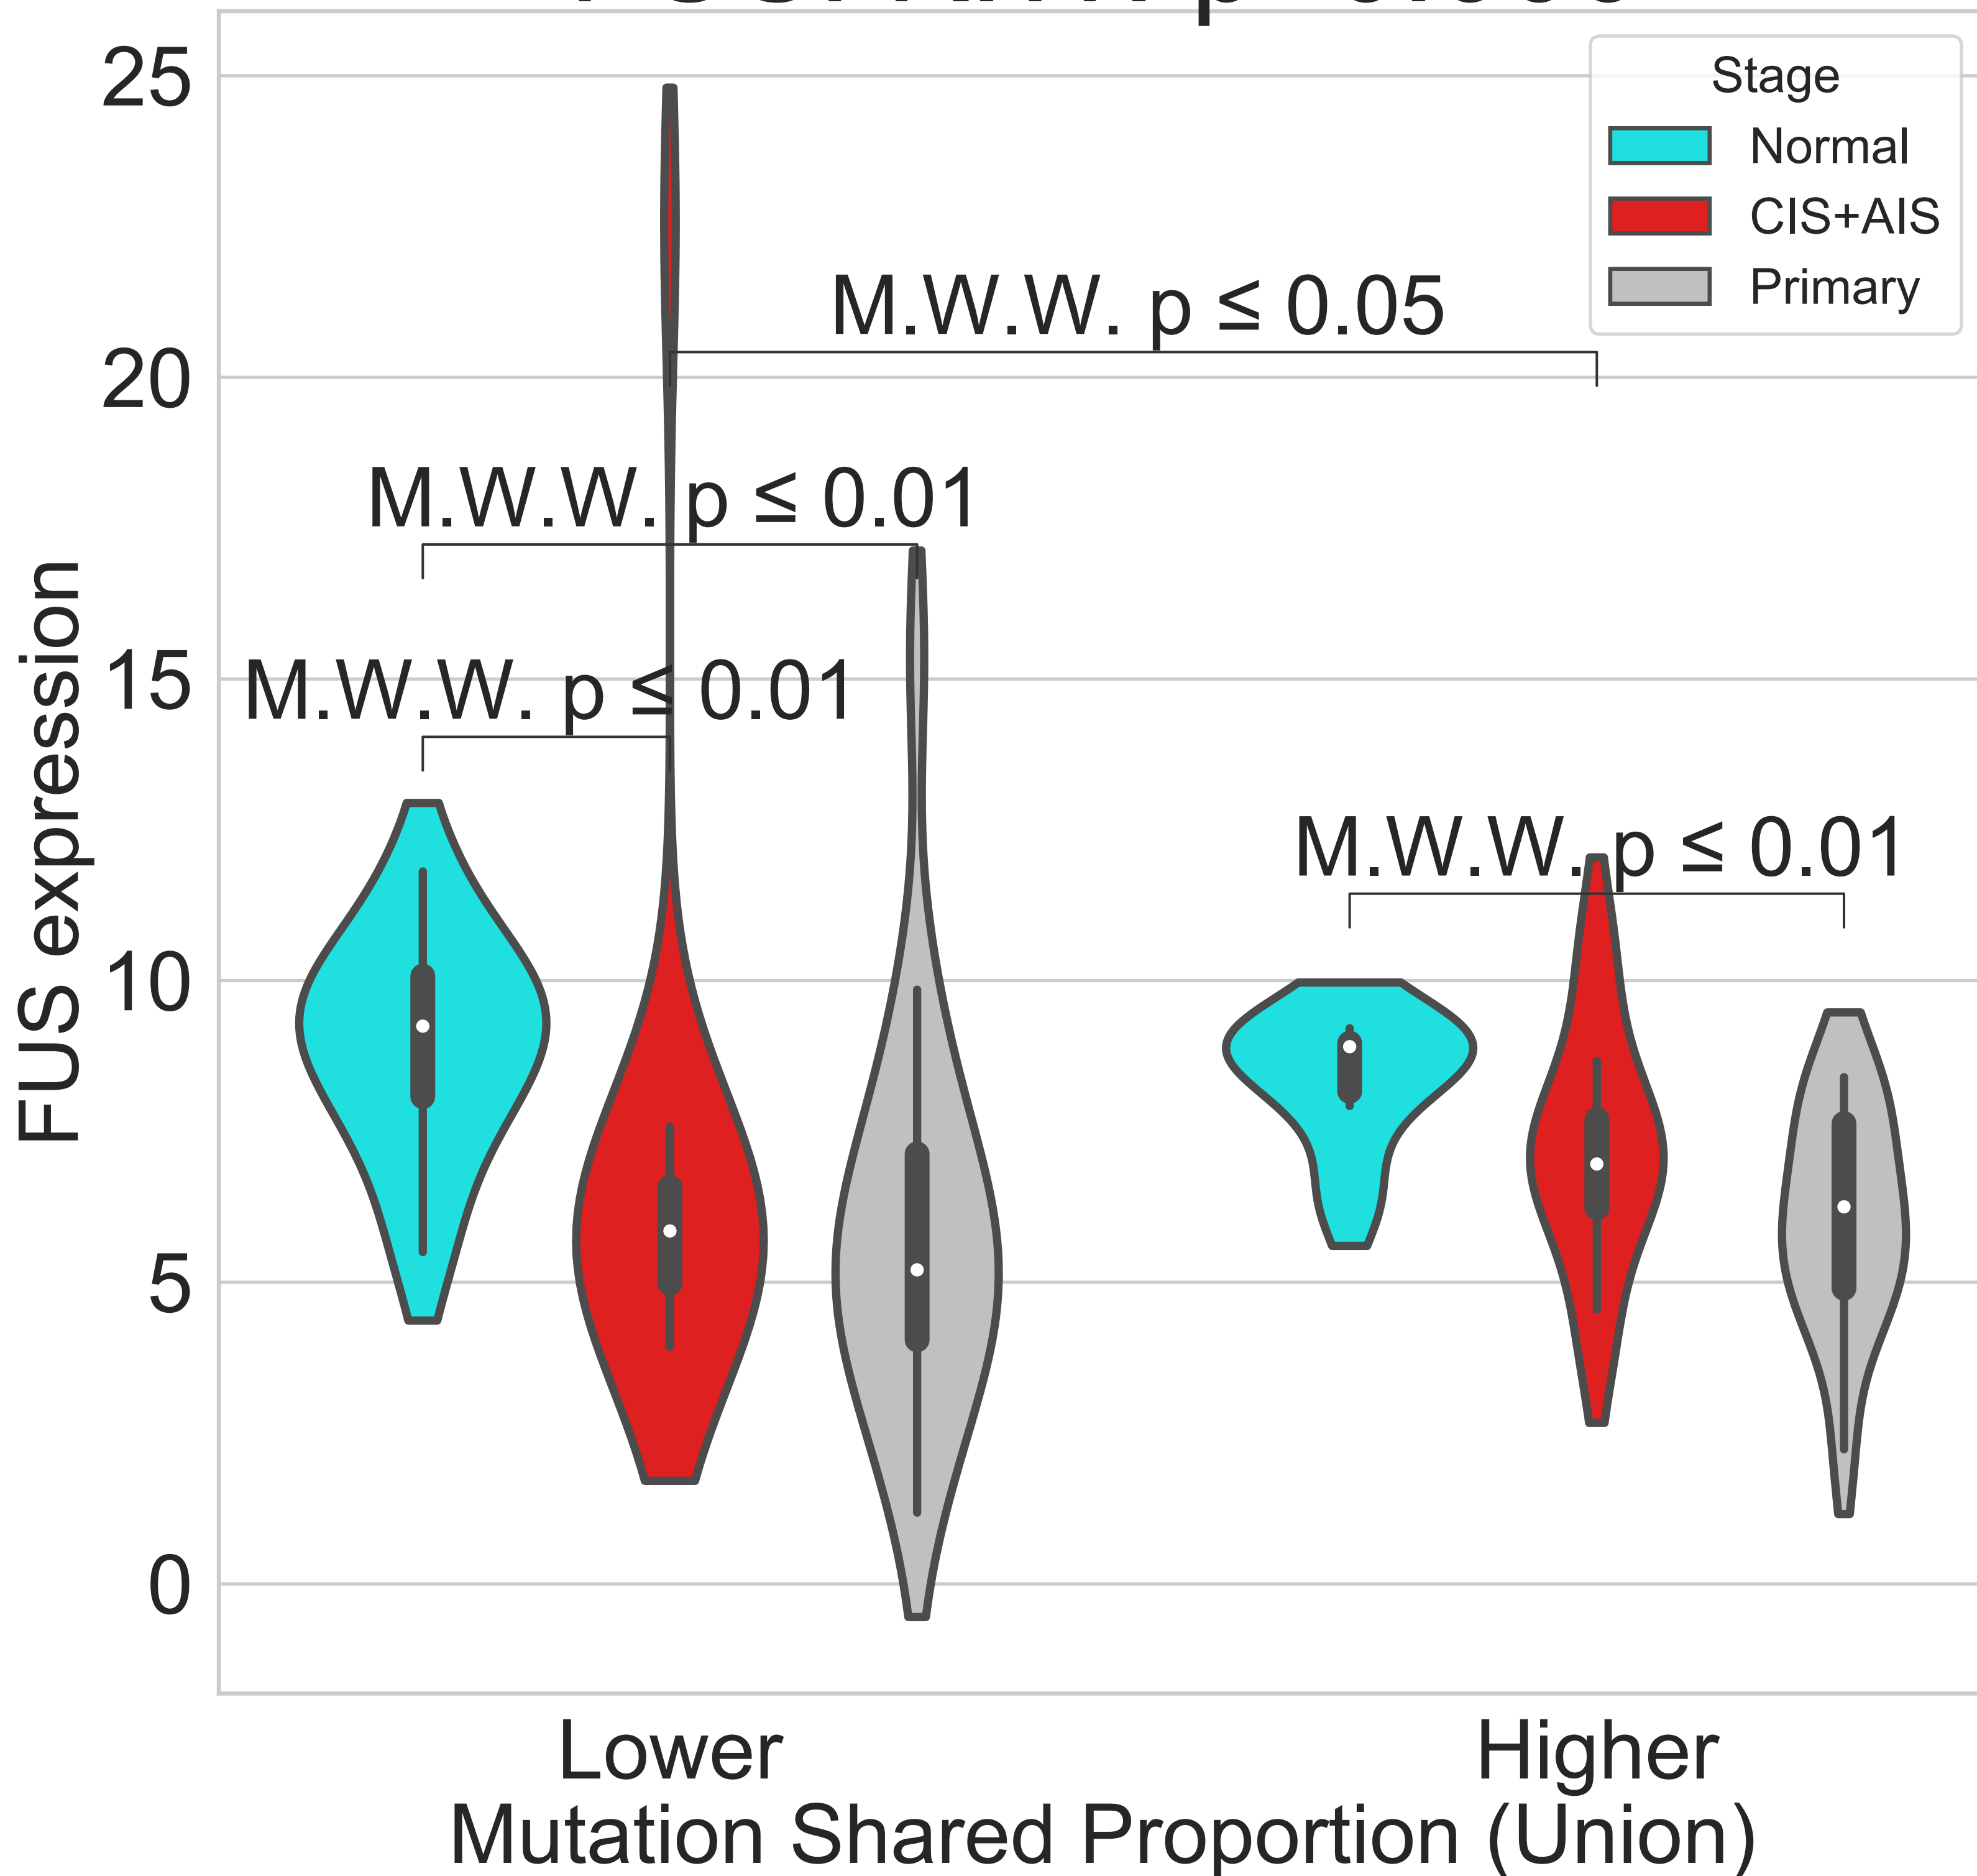 25
20
15
10
5
0
FUS expression
Stage
Normal
CIS+AIS
Primary
M.W.W. p ≤ 0.05
M.W.W. p ≤ 0.01
M.W.W. p ≤ 0.01
M.W.W. p ≤ 0.01
Lower
Higher
Mutation Shared Proportion (Union)